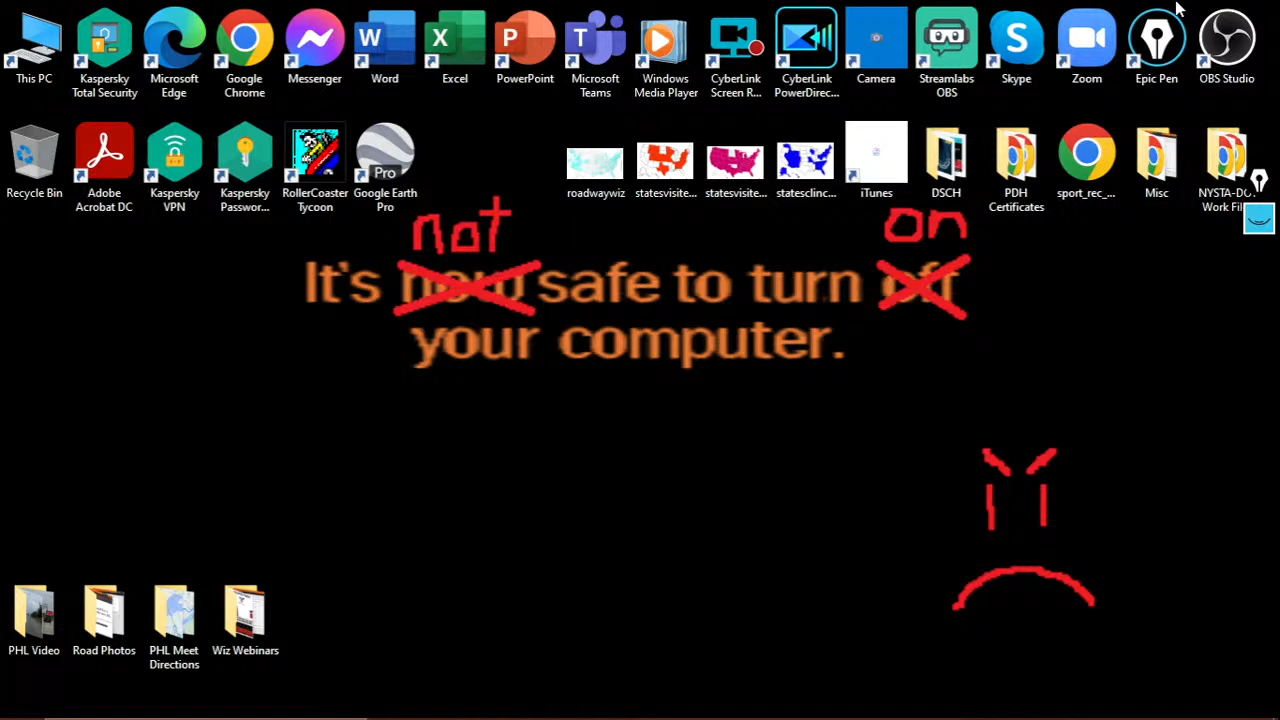 This PC
Kaspersky Total Security
Microsoft Edge
Google Chrome
Messenger
Word
Excel
PowerPoint
Microsoft Teams
Windows Media Player
CyberLink Screen R...
CyberLink PowerDirec...
Camera
Streamlabs OBS
Skype
Zoom
Epic Pen
OBS Studio
Recycle Bin
Adobe Acrobat DC
Kaspersky VPN
Kaspersky Passwor...
RollerCoaster Tycoon
Pro
Google Earth Pro
roadwaywiz
statesvisite...
statesvisite...
statesclinc...
iTunes
DSCH
PDH Certificates
sport_rec_...
Misc
NYSTA-DO
Work Fil
not on
It's now safe to turn off
your computer.
PHL Video
Road Photos
PHL Meet Directions
Wiz Webinars